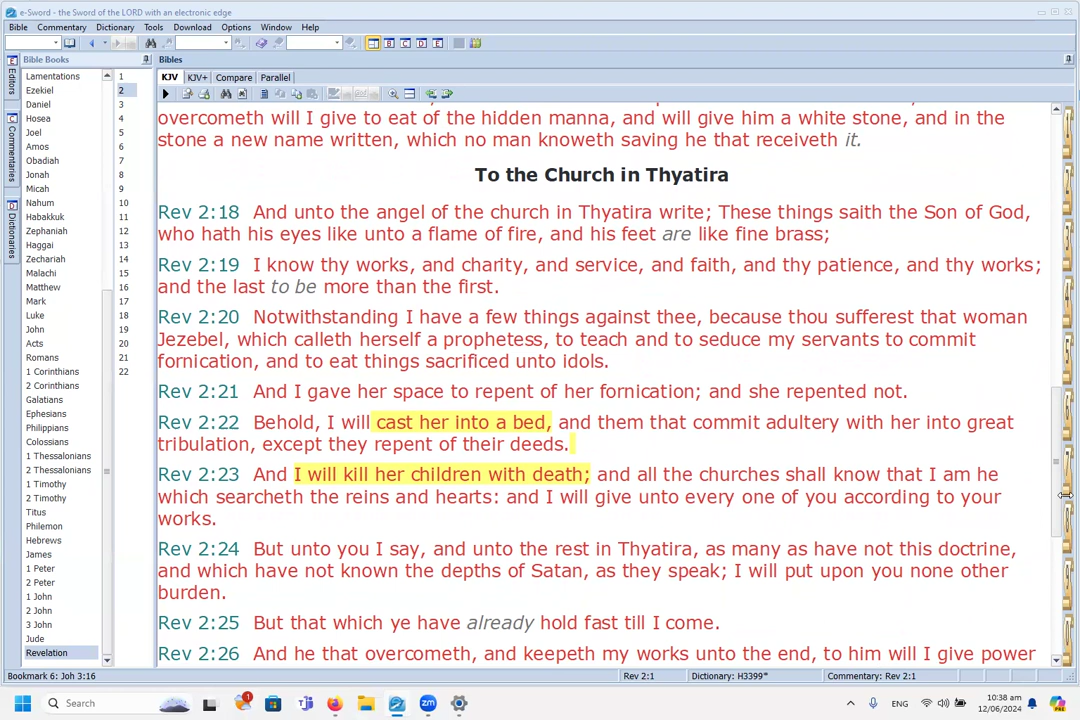 e-Sword - the Sword of the LORD with an electronic edge
Bible Commentary Dictionary Tools Download Options Window Help
B C D E
Bible Books
Bibles
Editors
Commentaries
Dictionaries
Lamentations 1
Ezekiel 2
Daniel 3
Hosea 4
Joel 5
Amos 6
Obadiah 7
Jonah 8
Micah 9
Nahum 10
Habakkuk 11
Zephaniah 12
Haggai 13
Zechariah 14
Malachi 15
Matthew 16
Mark 17
Luke 18
John 19
Acts 20
Romans 21
1 Corinthians 22
2 Corinthians
Galatians
Ephesians
Philippians
Colossians
1 Thessalonians
2 Thessalonians
1 Timothy
2 Timothy
Titus
Philemon
Hebrews
James
1 Peter
2 Peter
1 John
2 John
3 John
Jude
Revelation
KJV KJV+ Compare Parallel
overcometh will I give to eat of the hidden manna, and will give him a white stone, and in the
stone a new name written, which no man knoweth saving he that receiveth it.
To the Church in Thyatira
Rev 2:18 And unto the angel of the church in Thyatira write; These things saith the Son of God,
who hath his eyes like unto a flame of fire, and his feet are like fine brass;
Rev 2:19 I know thy works, and charity, and service, and faith, and thy patience, and thy works;
and the last to be more than the first.
Rev 2:20 Notwithstanding I have a few things against thee, because thou sufferest that woman
Jezebel, which calleth herself a prophetess, to teach and to seduce my servants to commit
fornication, and to eat things sacrificed unto idols.
Rev 2:21 And I gave her space to repent of her fornication; and she repented not.
Rev 2:22 Behold, I will cast her into a bed, and them that commit adultery with her into great
tribulation, except they repent of their deeds.
Rev 2:23 And I will kill her children with death; and all the churches shall know that I am he
which searcheth the reins and hearts: and I will give unto every one of you according to your
works.
Rev 2:24 But unto you I say, and unto the rest in Thyatira, as many as have not this doctrine,
and which have not known the depths of Satan, as they speak; I will put upon you none other
burden.
Rev 2:25 But that which ye have already hold fast till I come.
Rev 2:26 And he that overcometh, and keepeth my works unto the end, to him will I give power
1
2
3
4
5
6
7
8
9
0
Bookmark 6: Joh 3:16
Rev 2:1
Dictionary: H3399*
Commentary: Rev 2:1
Search
1
ENG
10:38 am
12/06/2024